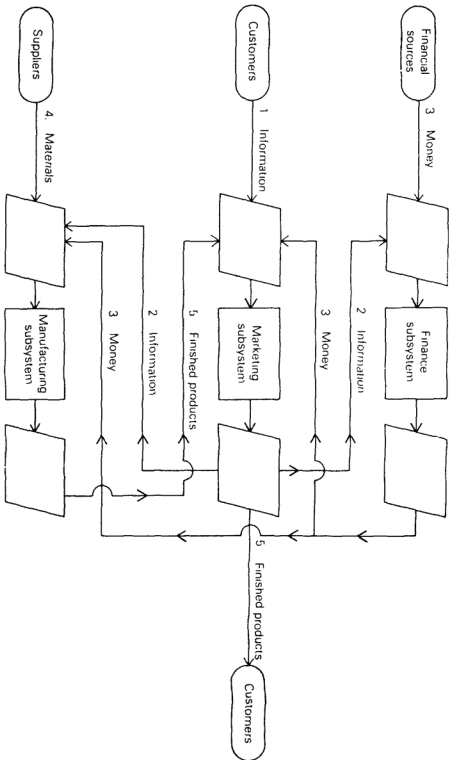 Financial
sources
3 Money
Finance
subsystem
2 Information
3 Money
Customers
1 Information
Marketing
subsystem
5 Finished products
Customers
5 Finished products
2 Information
3 Money
Suppliers
4. Materials
Manufacturing
subsystem